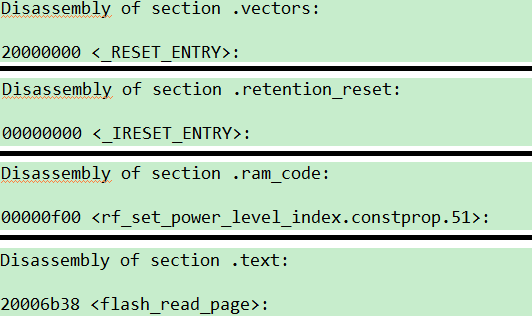 Disassembly of section .vectors:
20000000 <_RESET_ENTRY>:
Disassembly of section .retention_reset:
00000000 <_IRESET_ENTRY>:
Disassembly of section .ram_code:
00000f00 <rf_set_power_level_index.constprop.51>:
Disassembly of section .text:
20006b38 <flash_read_page>: